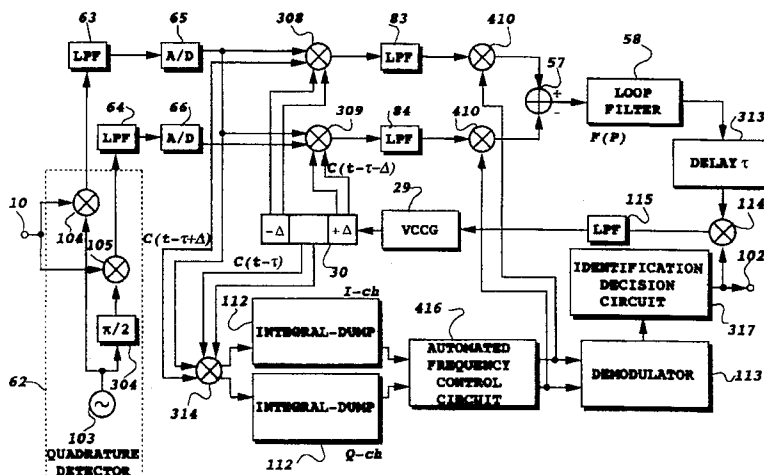 63
65
308
83
410
58
LPF
A/D
LPF
57
+
-
LOOP
FILTER
F(P)
64
66
309
84
410
313
LPF
A/D
LPF
DELAY τ
C(t-τ-Δ)
10
104
105
29
115
114
C(t-τ+Δ)
-Δ
+Δ
VCCG
LPF
102
C(t-τ)
30
IDENTIFICATION
DECISION
CIRCUIT
317
112
I-ch
416
π/2
304
INTEGRAL-DUMP
AUTOMATED
FREQUENCY
CONTROL
CIRCUIT
62
314
INTEGRAL-DUMP
DEMODULATOR
113
103
QUADRATURE
DETECTOR
112
Q-ch